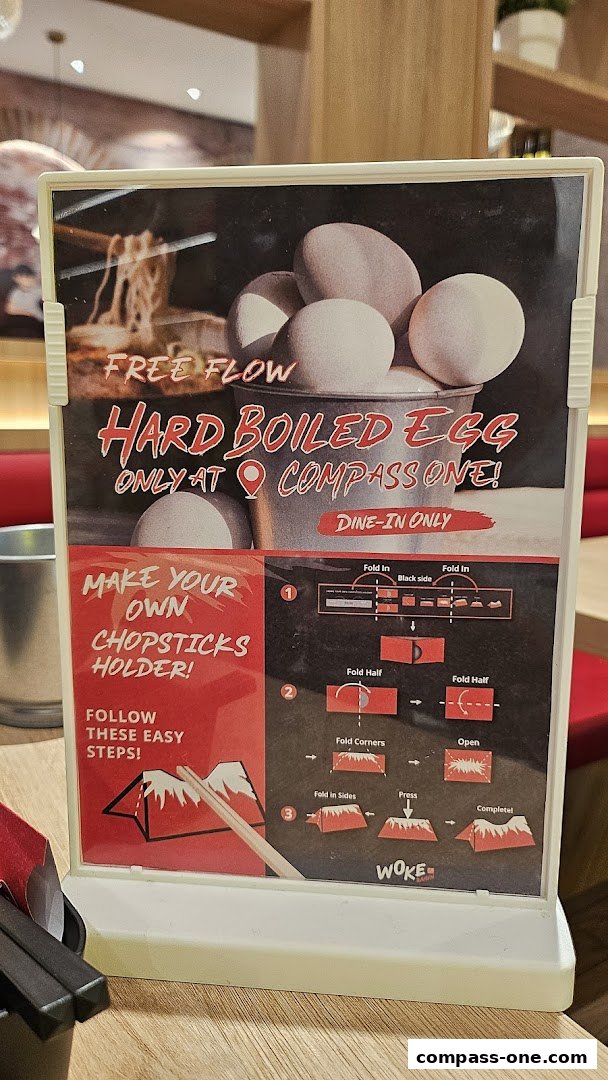 FREE FLOW
HARD BOILED EGG
ONLY AT COMPASS ONE!
DINE-IN ONLY
MAKE YOUR
OWN
CHOPSTICKS
HOLDER!
FOLLOW
THESE EASY
STEPS!
1
Fold In
Black side
Fold In
2
Fold Half
Fold Half
Fold Corners
Open
3
Fold in Sides
Press
Complete!
WOKE
RAMEN
compass-one.com